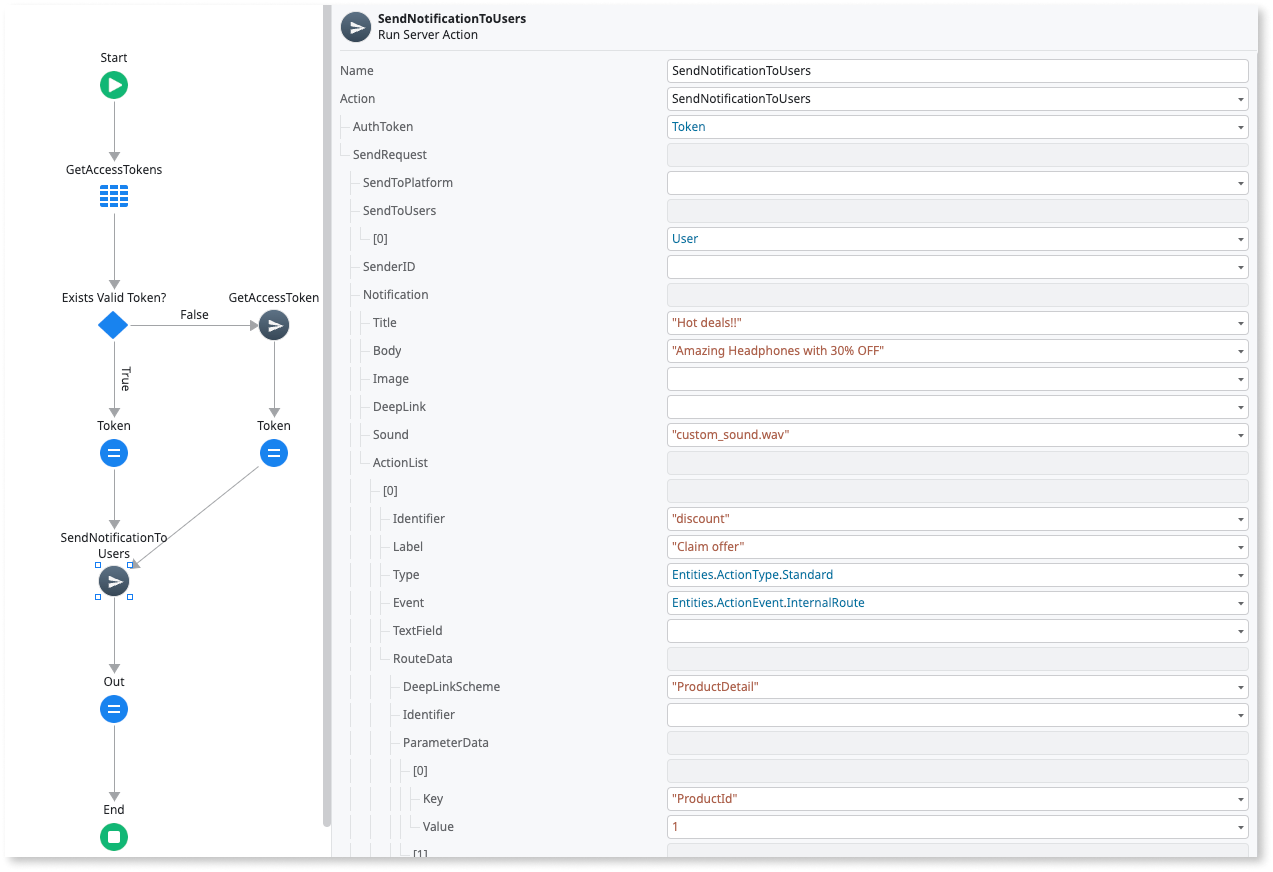 Start
GetAccessTokens
Exists Valid Token?
GetAccessToken
False
True
Token
Token
SendNotificationTo
Users
Out
End
SendNotificationToUsers
Run Server Action
Name SendNotificationToUsers
Action SendNotificationToUsers
AuthToken Token
SendRequest
SendToPlatform
SendToUsers
[0] User
SenderID
Notification
Title "Hot deals!!"
Body "Amazing Headphones with 30% OFF"
Image
DeepLink
Sound "custom_sound.wav"
ActionList
[0]
Identifier "discount"
Label "Claim offer"
Type Entities.ActionType.Standard
Event Entities.ActionEvent.InternalRoute
TextField
RouteData
DeepLinkScheme "ProductDetail"
Identifier
ParameterData
[0]
Key "ProductId"
Value 1
[1]